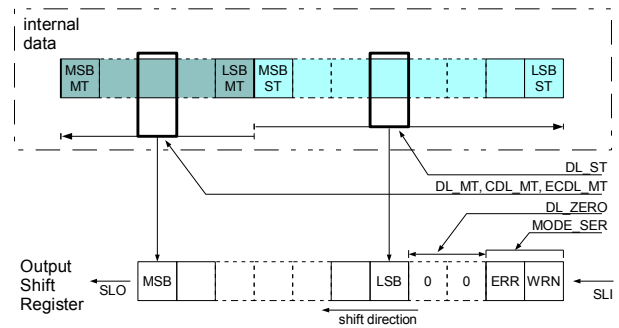 internal
data
MSB MT
LSB MT
MSB ST
LSB ST
DL_ST
DL_MT, CDL_MT, ECDL_MT
DL_ZERO
MODE_SER
Output
Shift
Register
SLO
MSB
LSB
0
0
ERR
WRN
SLI
shift direction